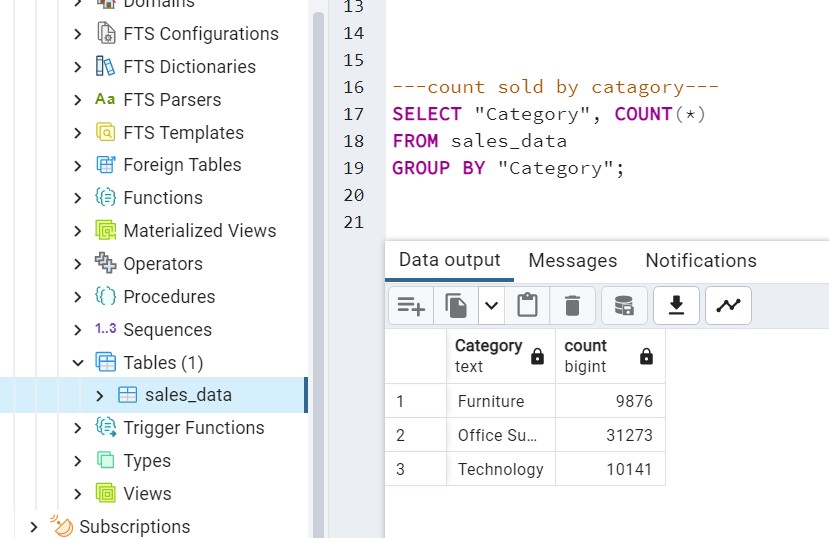 Domains
FTS Configurations
FTS Dictionaries
Aa FTS Parsers
FTS Templates
Foreign Tables
Functions
Materialized Views
Operators
Procedures
1..3 Sequences
Tables (1)
sales_data
Trigger Functions
Types
Views
Subscriptions
13
14
15
16 ---count sold by catagory---
17 SELECT "Category", COUNT(*)
18 FROM sales_data
19 GROUP BY "Category";
20
21
Data output Messages Notifications
Category count
text bigint
1 Furniture 9876
2 Office Su... 31273
3 Technology 10141